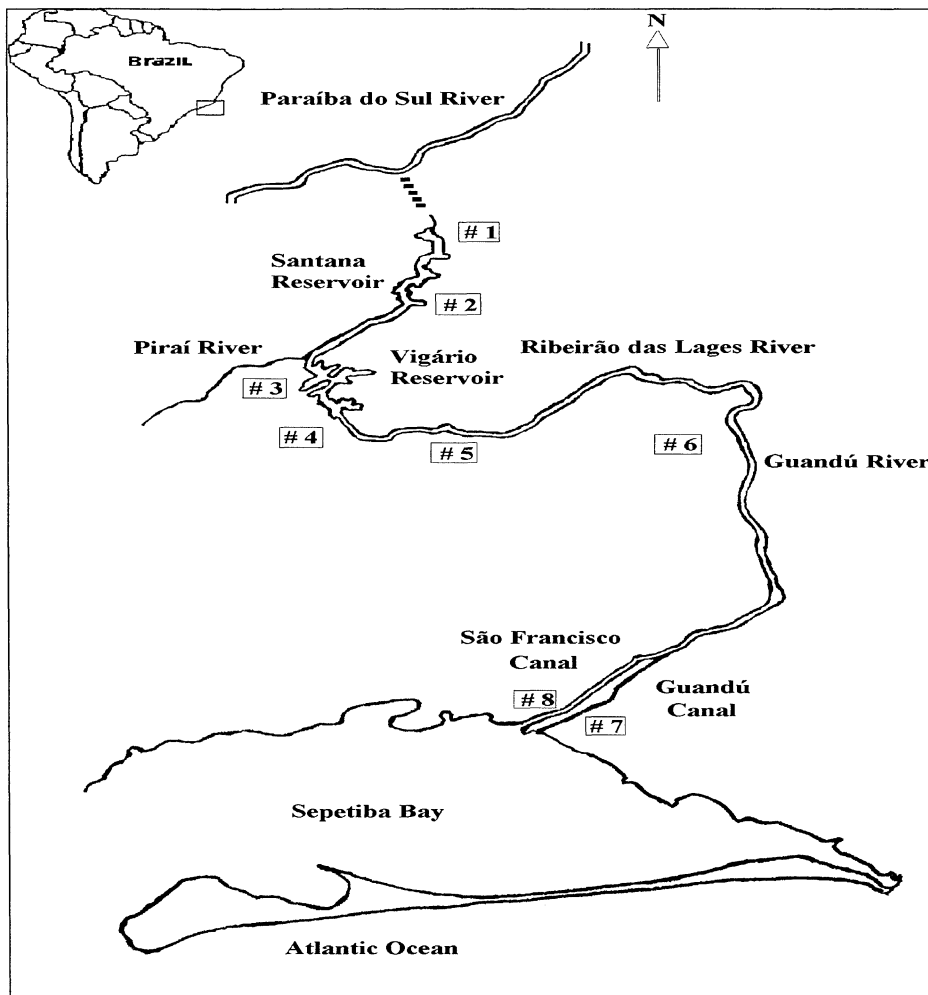 Brazil
N
Paraíba do Sul River
# 1
Santana
Reservoir
# 2
Piraí River
Vigário
Reservoir
Ribeirão das Lages River
# 3
# 4
# 5
# 6
Guandú River
São Francisco
Canal
Guandú
Canal
# 8
# 7
Sepetiba Bay
Atlantic Ocean